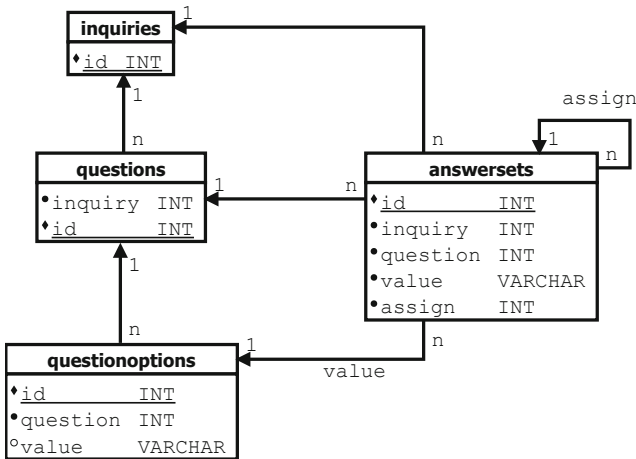 inquiries
id INT
1
1
n
n
assign
1
n
questions
inquiry INT
id INT
1
n
answersets
id INT
inquiry INT
question INT
value VARCHAR
assign INT
1
n
n
1
value
questionoptions
id INT
question INT
value VARCHAR